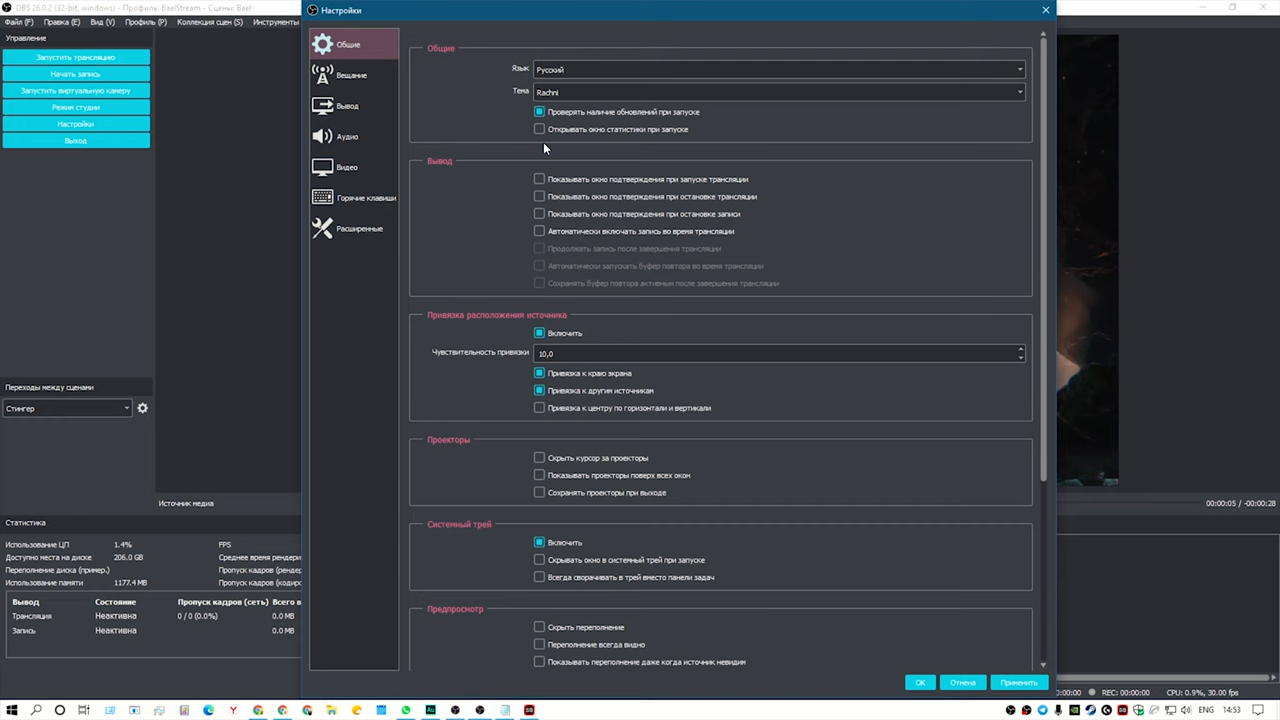 OBS 26.0.2 (32-bit, windows) - Профиль: BaelStream - Сцены: Bael
Файл (F) Правка (E) Вид (V) Профиль (P) Коллекция сцен (S) Инструменты
Управление
Запустить трансляцию
Начать запись
Запустить виртуальную камеру
Режим студии
Настройки
Выход
Переходы между сценами
Стингер
Источник медиа
00:00:05 / -00:00:28
Статистика
Использование ЦП 1.4% FPS
Доступно места на диске 206.0 GB Среднее время рендери
Переполнение диска (пример.) Пропуск кадров (рендер
Использование памяти 1177.4 MB Пропуск кадров (кодиро
Вывод Состояние Пропуск кадров (сеть) Всего в
Трансляция Неактивна 0 / 0 (0.0%) 0.0 MB
Запись Неактивна 0.0 MB
Настройки
Общие
Вещание
Вывод
Аудио
Видео
Горячие клавиши
Расширенные
Общие
Язык Русский
Тема Rachni
Проверять наличие обновлений при запуске
Открывать окно статистики при запуске
Вывод
Показывать окно подтверждения при запуске трансляции
Показывать окно подтверждения при остановке трансляции
Показывать окно подтверждения при остановке записи
Автоматически включать запись во время трансляции
Продолжать запись после завершения трансляции
Автоматически запускать буфер повтора во время трансляции
Сохранять буфер повтора активным после завершения трансляции
Привязка расположения источника
Включить
Чувствительность привязки 10,0
Привязка к краю экрана
Привязка к другим источникам
Привязка к центру по горизонтали и вертикали
Проекторы
Скрыть курсор за проекторы
Показывать проекторы поверх всех окон
Сохранять проекторы при выходе
Системный трей
Включить
Скрывать окно в системный трей при запуске
Всегда сворачивать в трей вместо панели задач
Предпросмотр
Скрыть переполнение
Переполнение всегда видно
Показывать переполнение даже когда источник невидим
ОК Отмена Применить
00:00:00 REC: 00:00:00 CPU: 0.9%, 30.00 fps
ENG 14:53